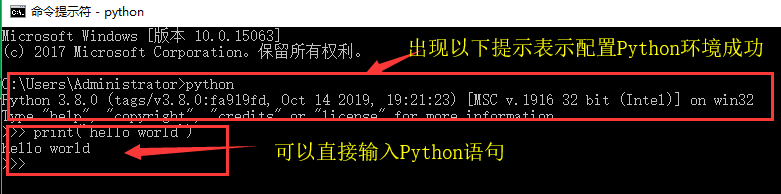 命令提示符 - python
Microsoft Windows [版本 10.0.15063]
(c) 2017 Microsoft Corporation。保留所有权利。
出现以下提示表示配置Python环境成功
C:\Users\Administrator>python
Python 3.8.0 (tags/v3.8.0:fa919fd, Oct 14 2019, 19:21:23) [MSC v.1916 32 bit (Intel)] on win32
Type "help", "copyright", "credits" or "license" for more information.
>>> print("hello world")
hello world
可以直接输入Python语句
>>>